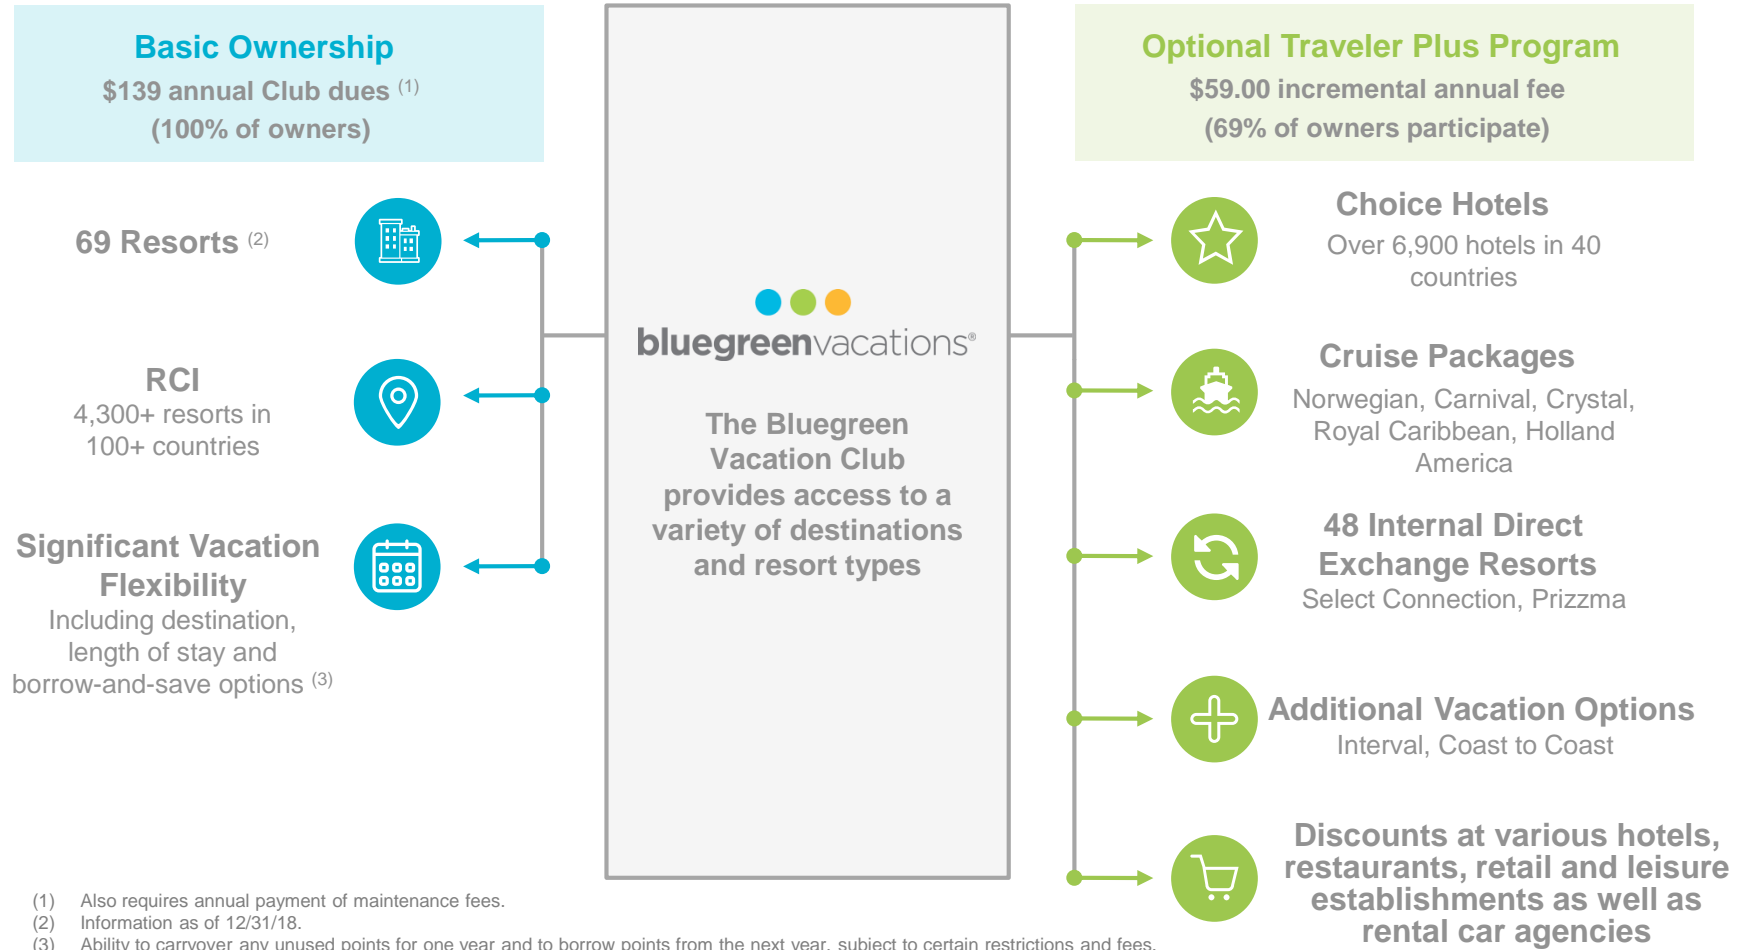 Basic Ownership
$139 annual Club dues (1)
(100% of owners)
69 Resorts (2)
RCI
4,300+ resorts in
100+ countries
Significant Vacation
Flexibility
Including destination,
length of stay and
borrow-and-save options (3)
bluegreenvacations®
The Bluegreen
Vacation Club
provides access to a
variety of destinations
and resort types
Optional Traveler Plus Program
$59.00 incremental annual fee
(69% of owners participate)
Choice Hotels
Over 6,900 hotels in 40
countries
Cruise Packages
Norwegian, Carnival, Crystal,
Royal Caribbean, Holland
America
48 Internal Direct
Exchange Resorts
Select Connection, Prizzma
Additional Vacation Options
Interval, Coast to Coast
Discounts at various hotels,
restaurants, retail and leisure
establishments as well as
rental car agencies
(1) Also requires annual payment of maintenance fees.
(2) Information as of 12/31/18.
(3) Ability to carryover any unused points for one year and to borrow points from the next year, subject to certain restrictions and fees.